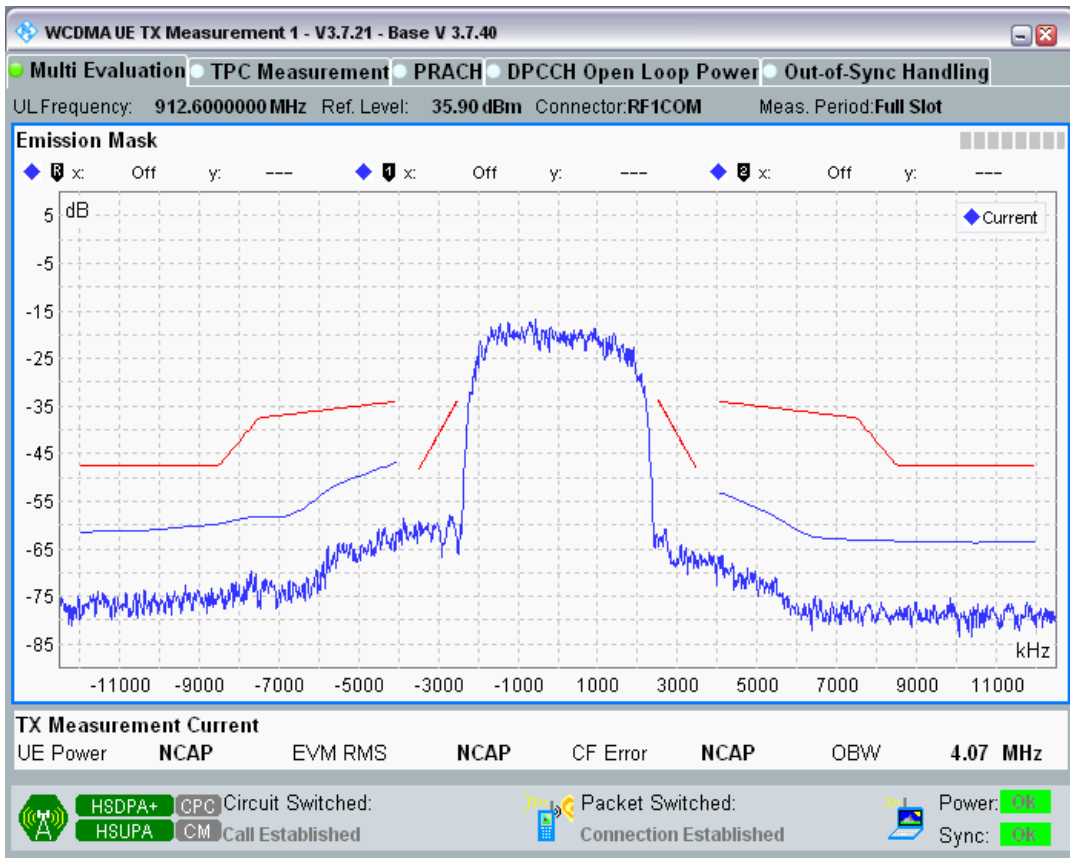 WCDMA UE TX Measurement 1 - V3.7.21 - Base V 3.7.40
Multi Evaluation TPC Measurement PRACH DPCCH Open Loop Power Out-of-Sync Handling
UL Frequency: 912.6000000 MHz Ref. Level: 35.90 dBm Connector:RF1COM Meas. Period:Full Slot
Emission Mask
R x: Off y: --- 1 x: Off y: --- 2 x: Off y: ---
dB
Current
5
-5
-15
-25
-35
-45
-55
-65
-75
-85
kHz
-11000 -9000 -7000 -5000 -3000 -1000 1000 3000 5000 7000 9000 11000
TX Measurement Current
UE Power NCAP EVM RMS NCAP CF Error NCAP OBW 4.07 MHz
HSDPA+ CPC Circuit Switched: Packet Switched: Power: Ok
HSUPA CM Call Established Connection Established Sync: Ok